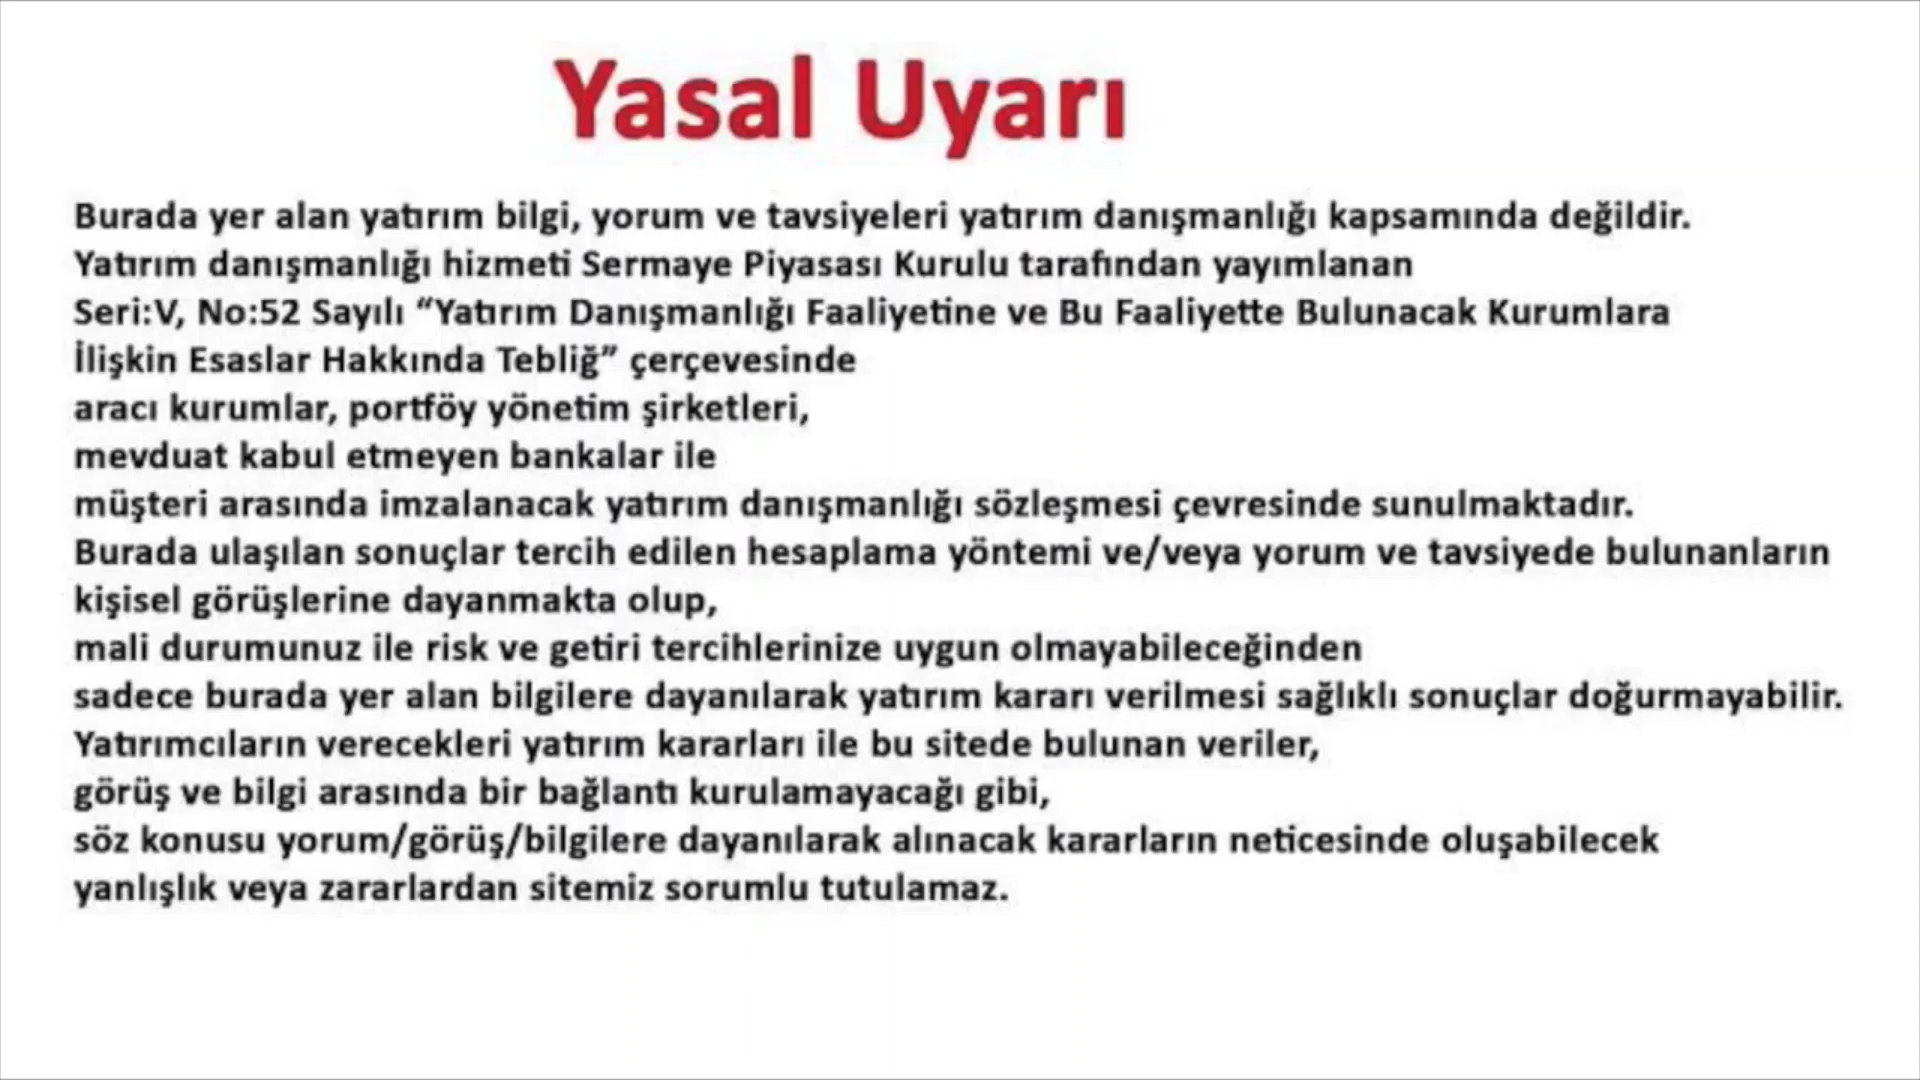 Yasal Uyarı
Burada yer alan yatırım bilgi, yorum ve tavsiyeleri yatırım danışmanlığı kapsamında değildir.
Yatırım danışmanlığı hizmeti Sermaye Piyasası Kurulu tarafından yayımlanan
Seri:V, No:52 Sayılı “Yatırım Danışmanlığı Faaliyetine ve Bu Faaliyette Bulunacak Kurumlara
İlişkin Esaslar Hakkında Tebliğ” çerçevesinde
aracı kurumlar, portföy yönetim şirketleri,
mevduat kabul etmeyen bankalar ile
müşteri arasında imzalanacak yatırım danışmanlığı sözleşmesi çevresinde sunulmaktadır.
Burada ulaşılan sonuçlar tercih edilen hesaplama yöntemi ve/veya yorum ve tavsiyede bulunanların
kişisel görüşlerine dayanmakta olup,
mali durumunuz ile risk ve getiri tercihlerinize uygun olmayabileceğinden
sadece burada yer alan bilgilere dayanılarak yatırım kararı verilmesi sağlıklı sonuçlar doğurmayabilir.
Yatırımcıların verecekleri yatırım kararları ile bu sitede bulunan veriler,
görüş ve bilgi arasında bir bağlantı kurulamayacağı gibi,
söz konusu yorum/görüş/bilgilere dayanılarak alınacak kararların neticesinde oluşabilecek
yanlışlık veya zararlardan sitemiz sorumlu tutulamaz.